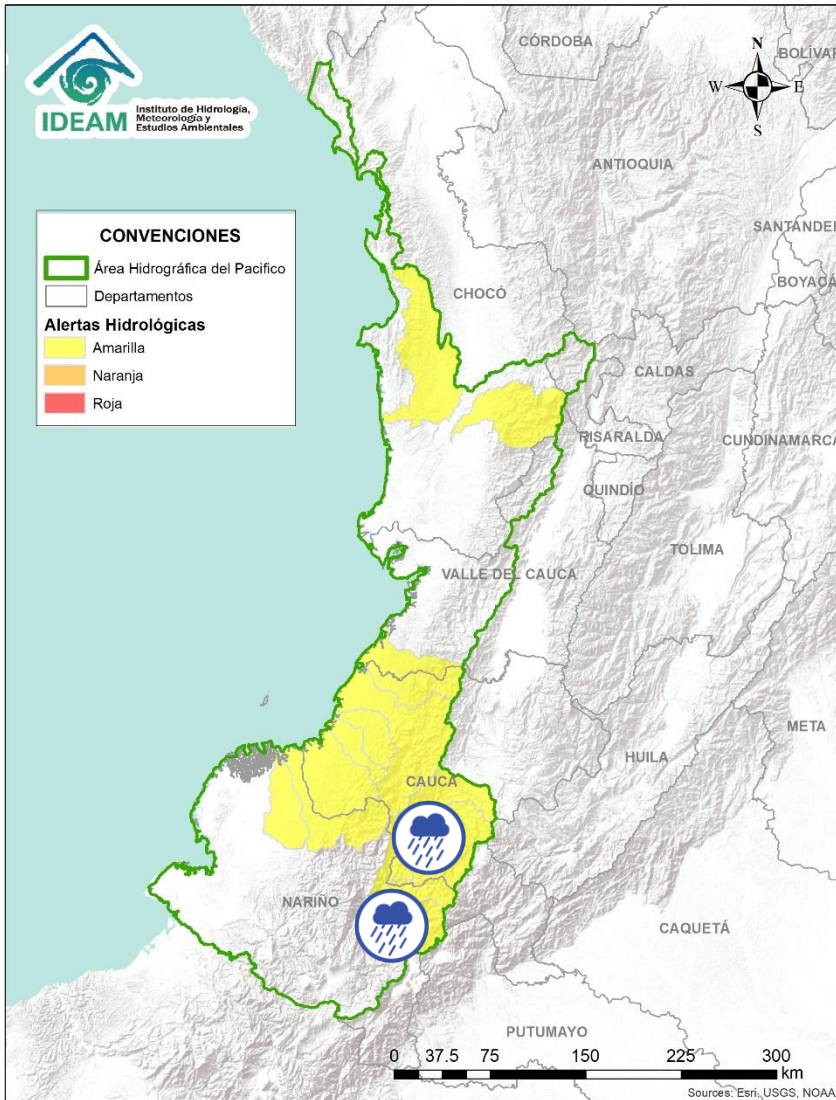 IDEAM
Instituto de Hidrología,
Meteorología y
Estudios Ambientales
N
W E
S
CONVENCIONES
Área Hidrográfica del Pacifico
Departamentos
Alertas Hidrológicas
Amarilla
Naranja
Roja
CÓRDOBA
BOLÍVAR
ANTIOQUIA
SANTANDER
BOYACÁ
CHOCÓ
CALDAS
RISARALDA
CUNDINAMARCA
QUINDÍO
TOLIMA
VALLE DEL CAUCA
META
HUILA
CAUCA
NARIÑO
CAQUETÁ
PUTUMAYO
0 37.5 75 150 225 300
km
Sources: Esri, USGS, NOAA